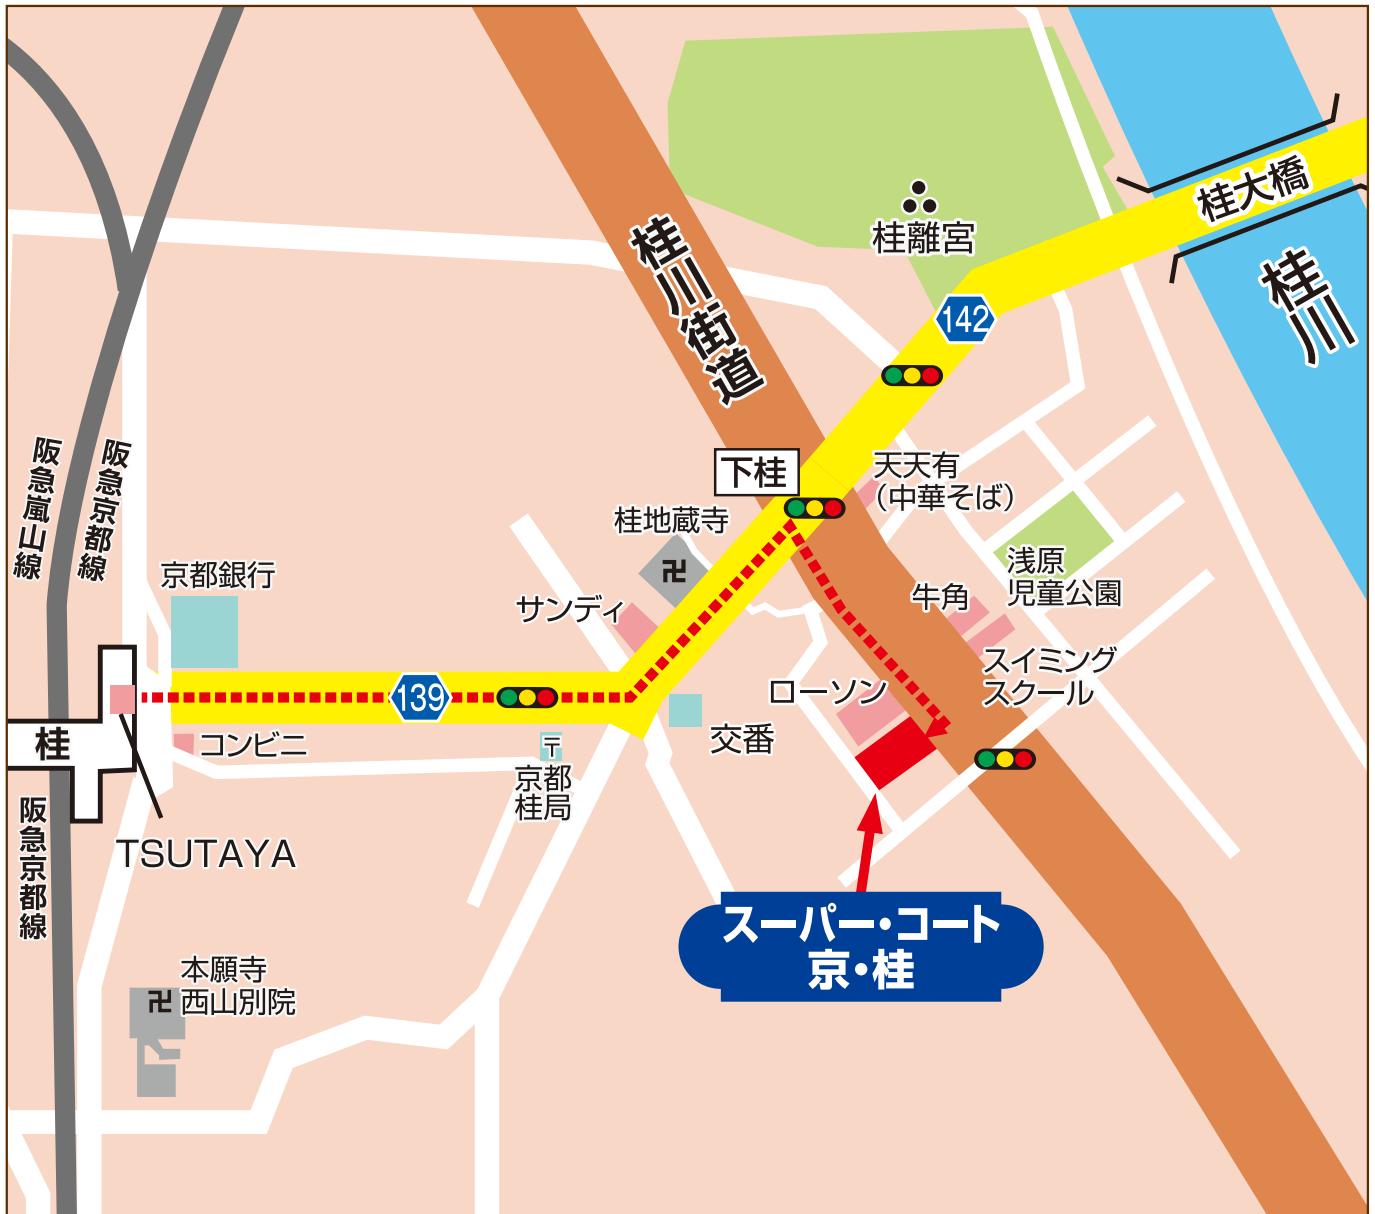 桂大橋
桂離宮
桂川街道
桂川
142
阪急嵐山線
阪急京都線
下桂
天天有
(中華そば)
桂地蔵寺
卍
京都銀行
サンディ
浅原
児童公園
牛角
スイミング
スクール
ローソン
139
交番
桂
コンビニ
〒
京都
桂局
阪急京都線
TSUTAYA
スーパー・コート
京・桂
本願寺
卍西山別院